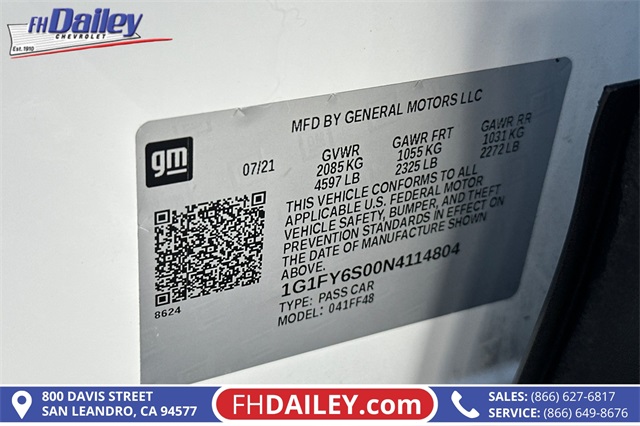 FHDailey
CHEVROLET
Est. 1910
MFD BY GENERAL MOTORS LLC
gm
07/21
GVWR GAWR FRT GAWR RR
2085 KG 1055 KG 1031 KG
4597 LB 2325 LB 2272 LB
THIS VEHICLE CONFORMS TO ALL
APPLICABLE U.S. FEDERAL MOTOR
VEHICLE SAFETY, BUMPER, AND THEFT
PREVENTION STANDARDS IN EFFECT ON
THE DATE OF MANUFACTURE SHOWN
ABOVE.
1G1FY6S00N4114804
TYPE: PASS CAR
MODEL: 041FF48
8624
800 DAVIS STREET
SAN LEANDRO, CA 94577
FHDAILEY.com
SALES: (866) 627-6817
SERVICE: (866) 649-8676